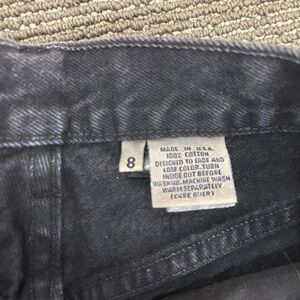 8
MADE IN U.S.A.
100% COTTON
DESIGNED TO FADE AND
LOSE COLOR. TURN
INSIDE OUT BEFORE
WASHING. MACHINE WASH
WARM SEPARATELY
(CARE OVER)